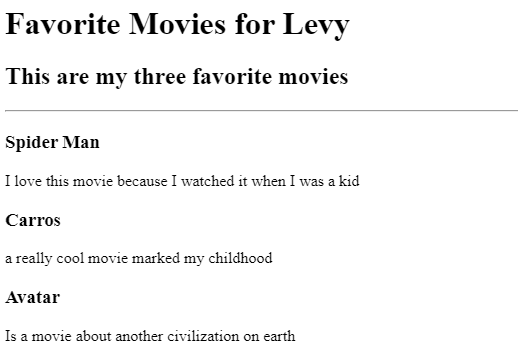 Favorite Movies for Levy
This are my three favorite movies
Spider Man
I love this movie because I watched it when I was a kid
Carros
a really cool movie marked my childhood
Avatar
Is a movie about another civilization on earth